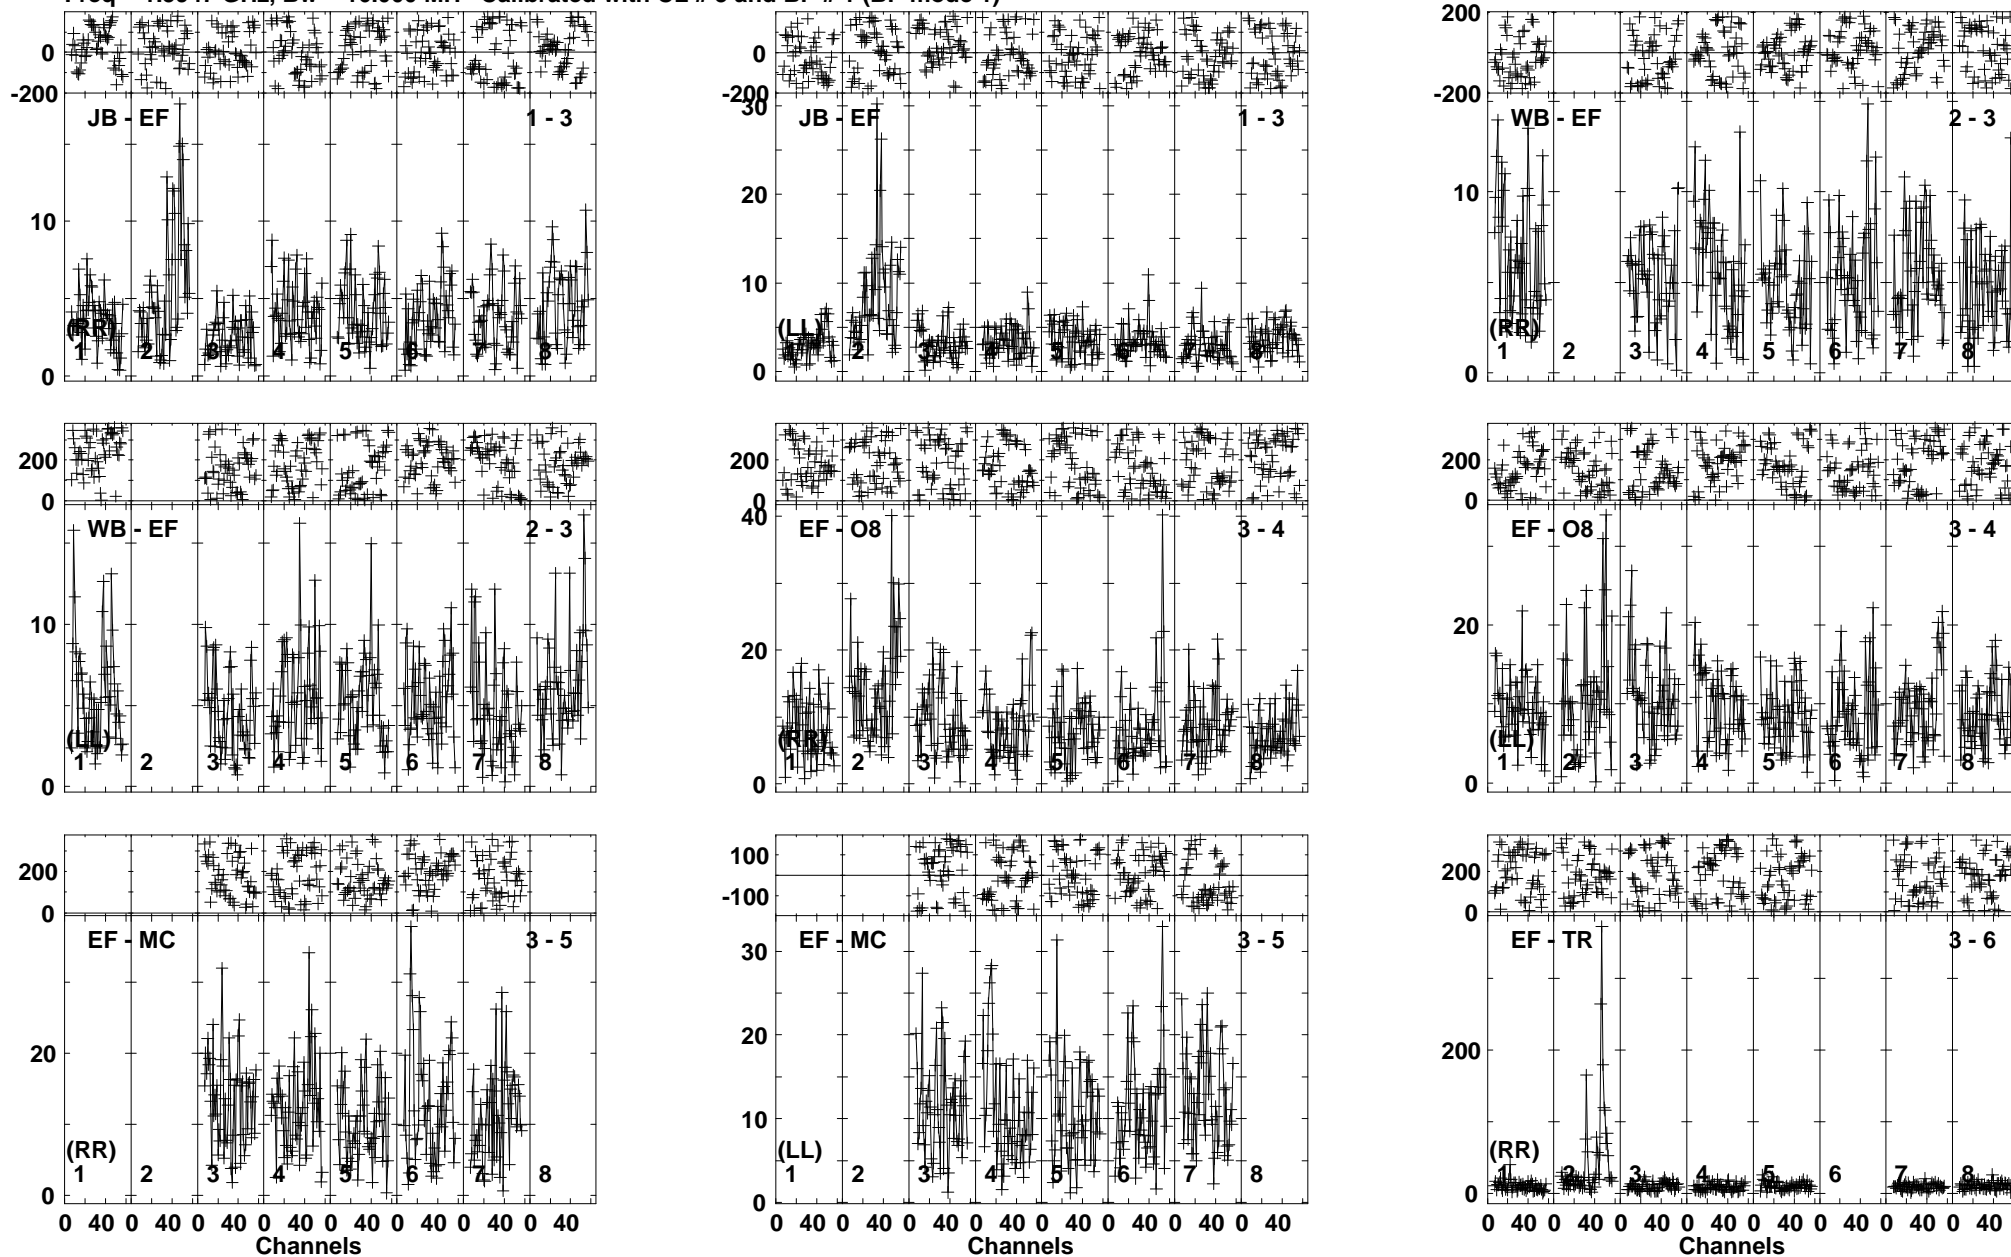 200 0 -200 JB - EF 1 - 3 10 0 (RR) 1 2 3 4 5 6 7 8
-200 JB - EF 1 - 3 30 20 10 0 (LL) 1 2 3 4 5 6 7 8
200 0 -200 WB - EF 2 - 3 10 0 (RR) 1 2 3 4 5 6 7 8
200 0 WB - EF 2 - 3 10 0 (LL) 1 2 3 4 5 6 7 8
200 0 EF - O8 3 - 4 40 20 0 (RR) 1 2 3 4 5 6 7 8
200 0 EF - O8 3 - 4 20 0 (LL) 1 2 3 4 5 6 7 8
200 0 EF - MC 3 - 5 20 0 (RR) 1 2 3 4 5 6 7 8
100 -100 EF - MC 3 - 5 30 20 10 0 (LL) 1 2 3 4 5 6 7 8
200 0 EF - TR 3 - 6 200 0 (RR) 1 2 3 4 5 6 7 8
0 40 0 40 0 40 0 40 0 40 0 40 0 40 0 40
Channels
0 40 0 40 0 40 0 40 0 40 0 40 0 40 0 40
Channels
0 40 0 40 0 40 0 40 0 40 0 40 0 40 0 40
Channels